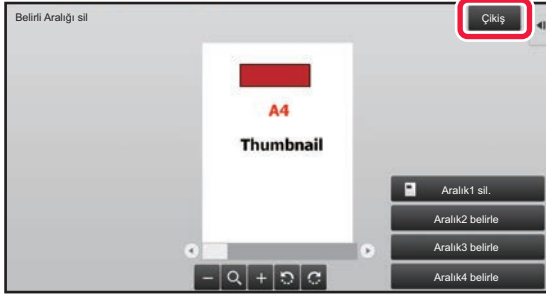 Belirli Aralığı sil
Çıkış
A4
Thumbnail
Aralık1 sil.
Aralık2 belirle
Aralık3 belirle
Aralık4 belirle